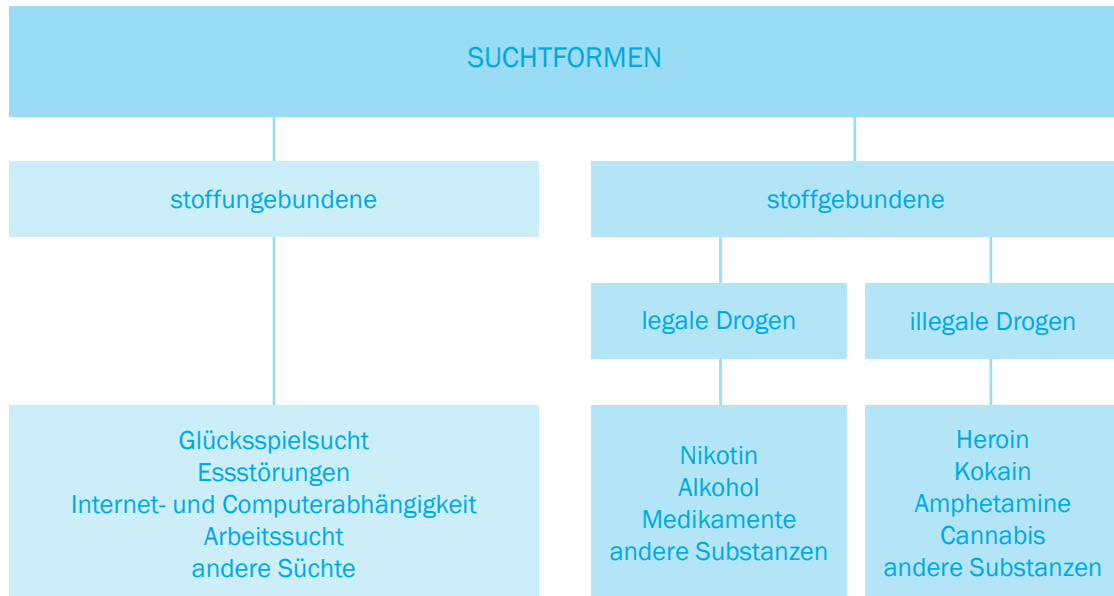 SUCHTFORMEN
stoffungebundene
stoffgebundene
legale Drogen
illegale Drogen
Glücksspielsucht
Essstörungen
Internet- und Computerabhängigkeit
Arbeitssucht
andere Süchte
Nikotin
Alkohol
Medikamente
andere Substanzen
Heroin
Kokain
Amphetamine
Cannabis
andere Substanzen